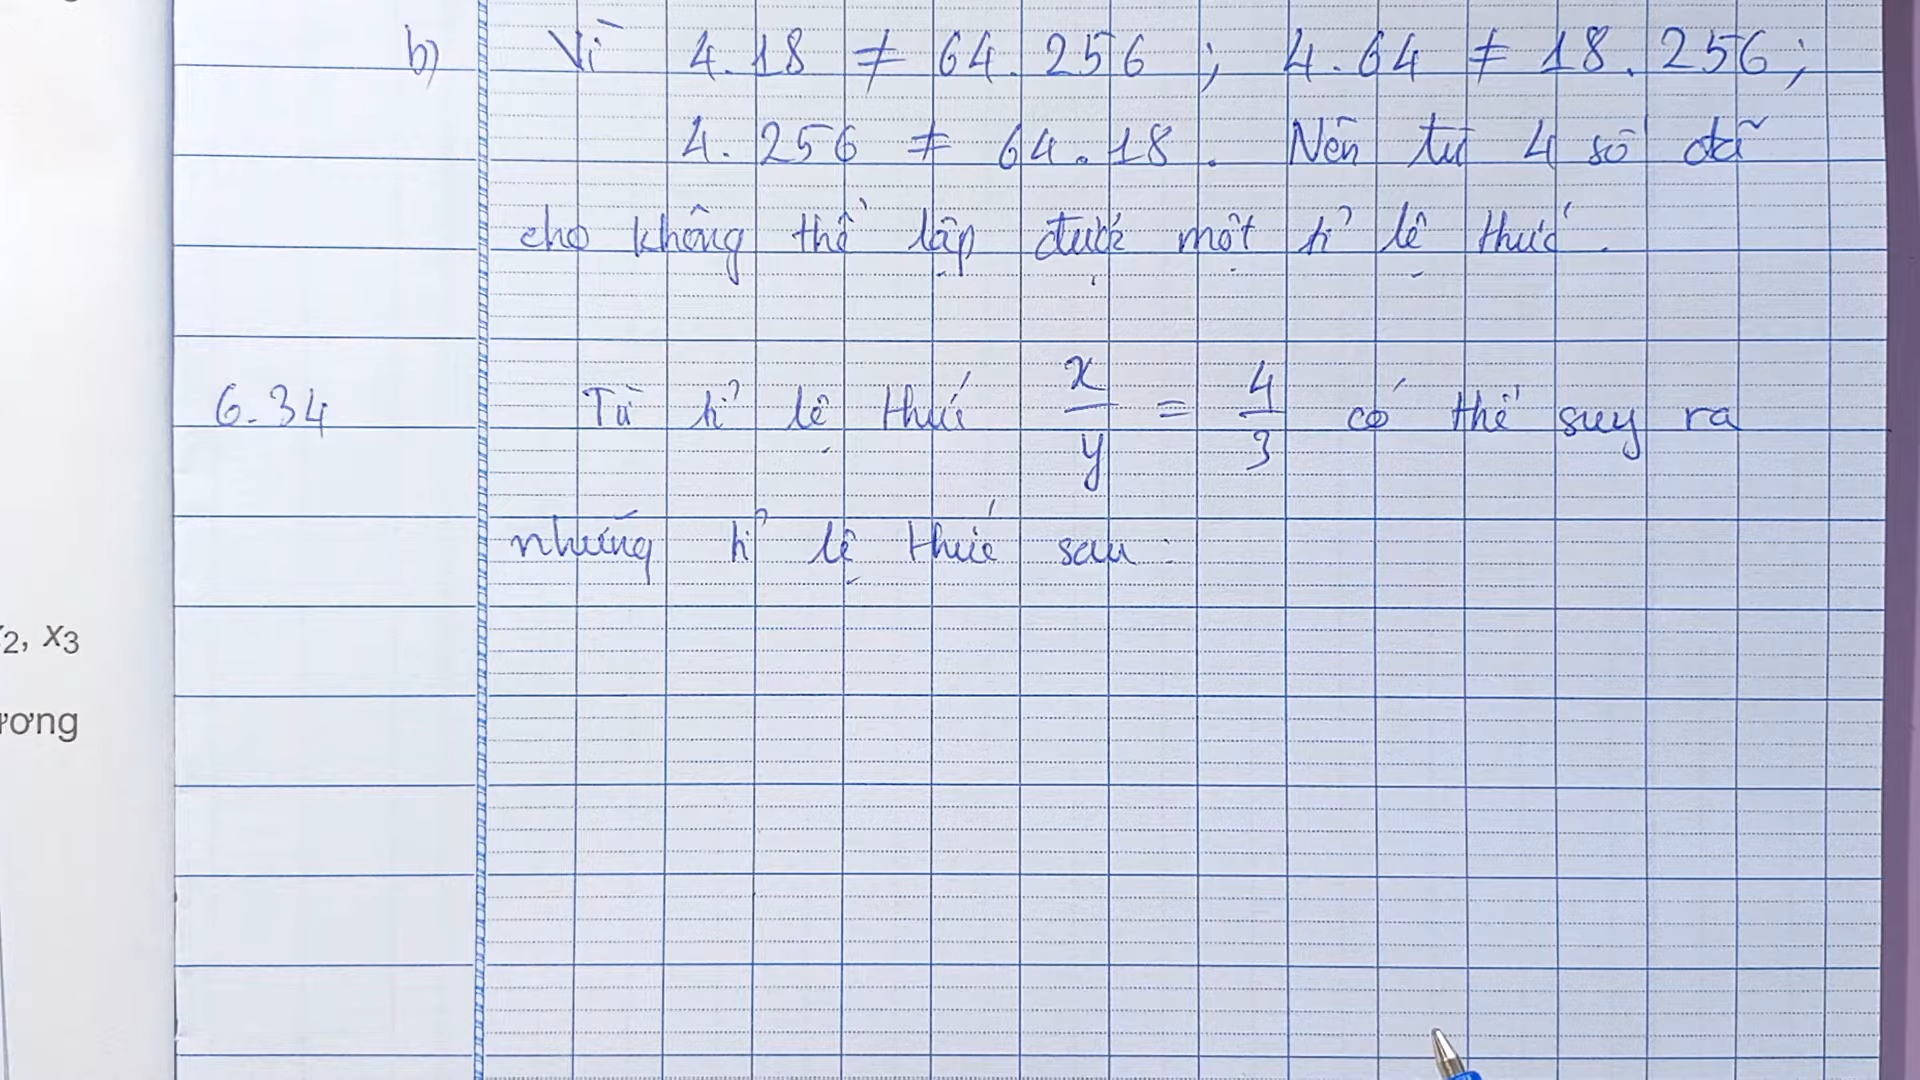 b) Vì 4.18 ≠ 64.256 ; 4.64 ≠ 18.256 ;
4.256 ≠ 64.18 . Nên từ 4 số đã
cho không thể lập được một tỉ lệ thức .
6.34 Từ tỉ lệ thức x/y = 4/3 có thể suy ra
những tỉ lệ thức sau :
2, x3
ương